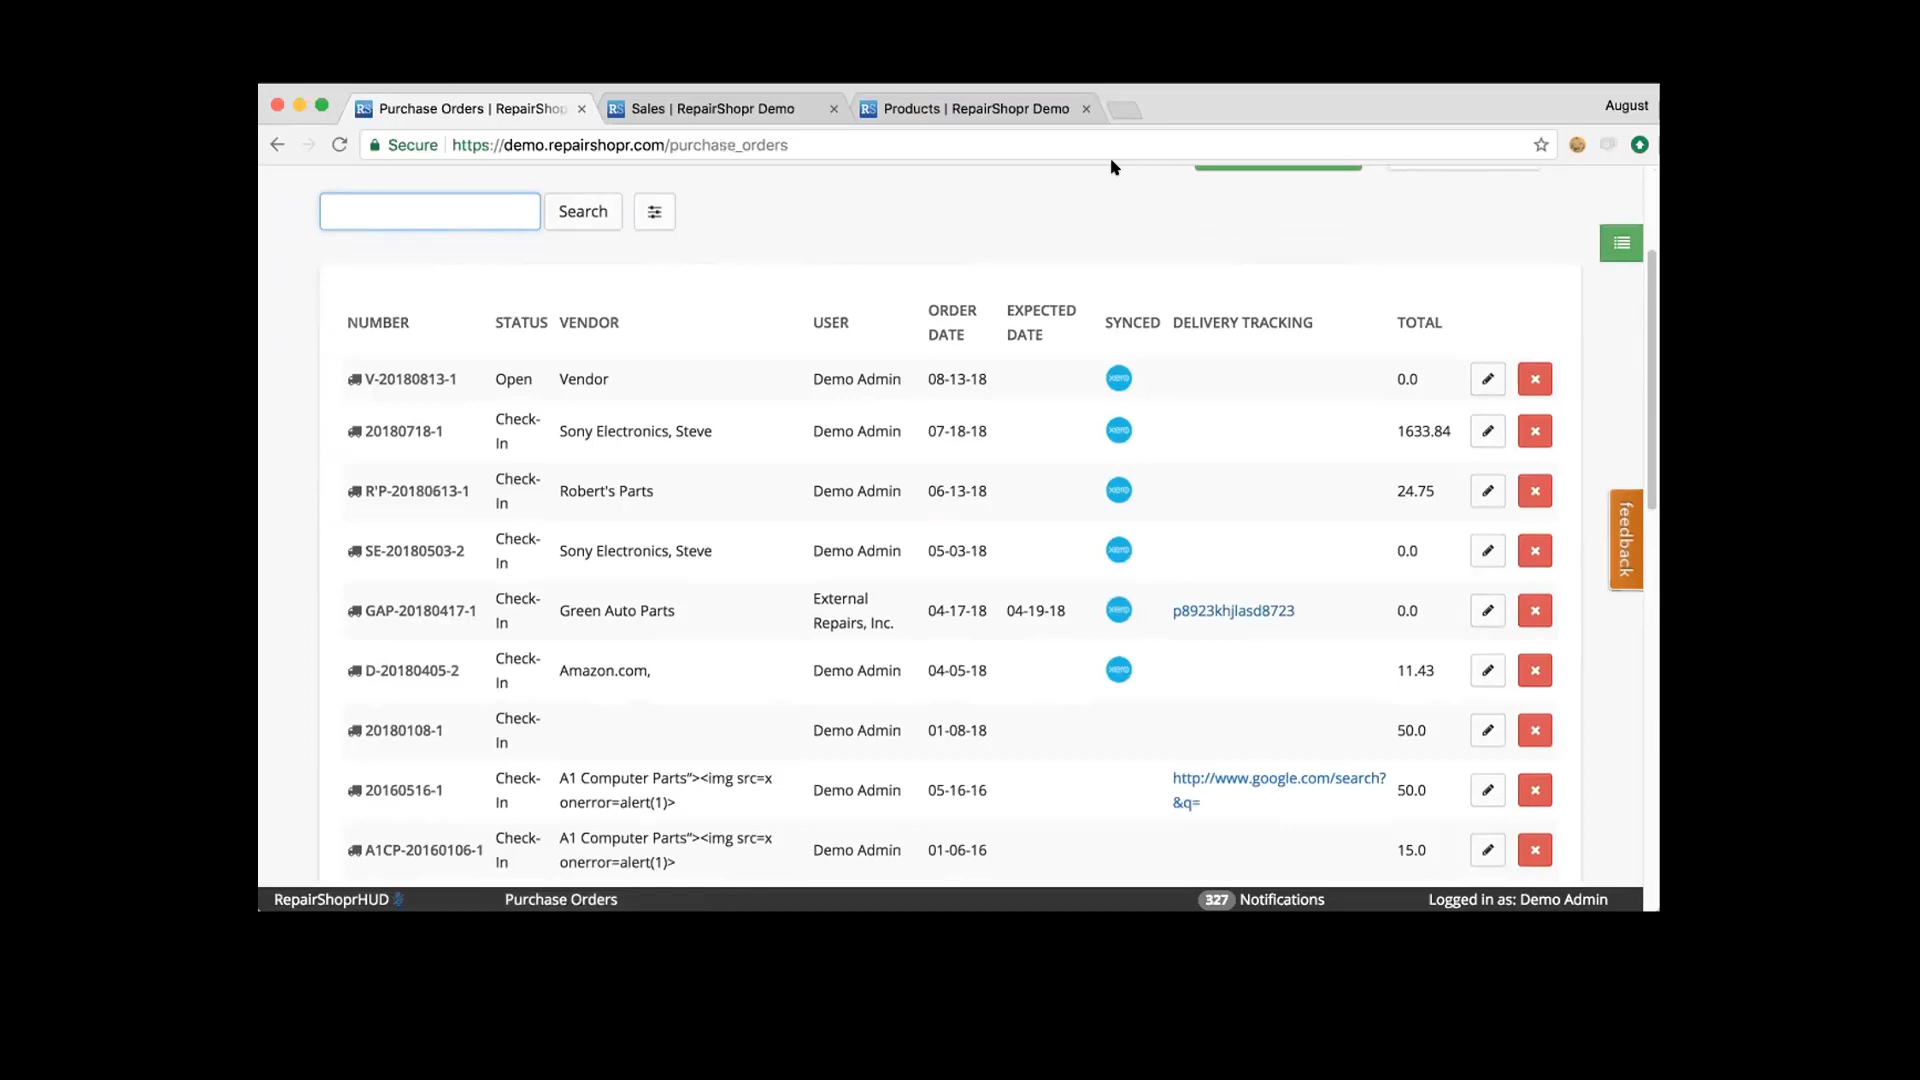 Purchase Orders | RepairShop
Sales | RepairShopr Demo
Products | RepairShopr Demo
August
Secure https://demo.repairshopr.com/purchase_orders
Search
NUMBER STATUS VENDOR USER ORDER DATE EXPECTED DATE SYNCED DELIVERY TRACKING TOTAL
V-20180813-1 Open Vendor Demo Admin 08-13-18 xero 0.0
20180718-1 Check-In Sony Electronics, Steve Demo Admin 07-18-18 xero 1633.84
R'P-20180613-1 Check-In Robert's Parts Demo Admin 06-13-18 xero 24.75
SE-20180503-2 Check-In Sony Electronics, Steve Demo Admin 05-03-18 xero 0.0
GAP-20180417-1 Check-In Green Auto Parts External Repairs, Inc. 04-17-18 04-19-18 xero p8923khjlasd8723 0.0
D-20180405-2 Check-In Amazon.com, Demo Admin 04-05-18 xero 11.43
20180108-1 Check-In Demo Admin 01-08-18 50.0
20160516-1 Check-In A1 Computer Parts"><img src=x onerror=alert(1)> Demo Admin 05-16-16 http://www.google.com/search?&q= 50.0
A1CP-20160106-1 Check-In A1 Computer Parts"><img src=x onerror=alert(1)> Demo Admin 01-06-16 15.0
feedback
RepairShoprHUD Purchase Orders 327 Notifications Logged in as: Demo Admin